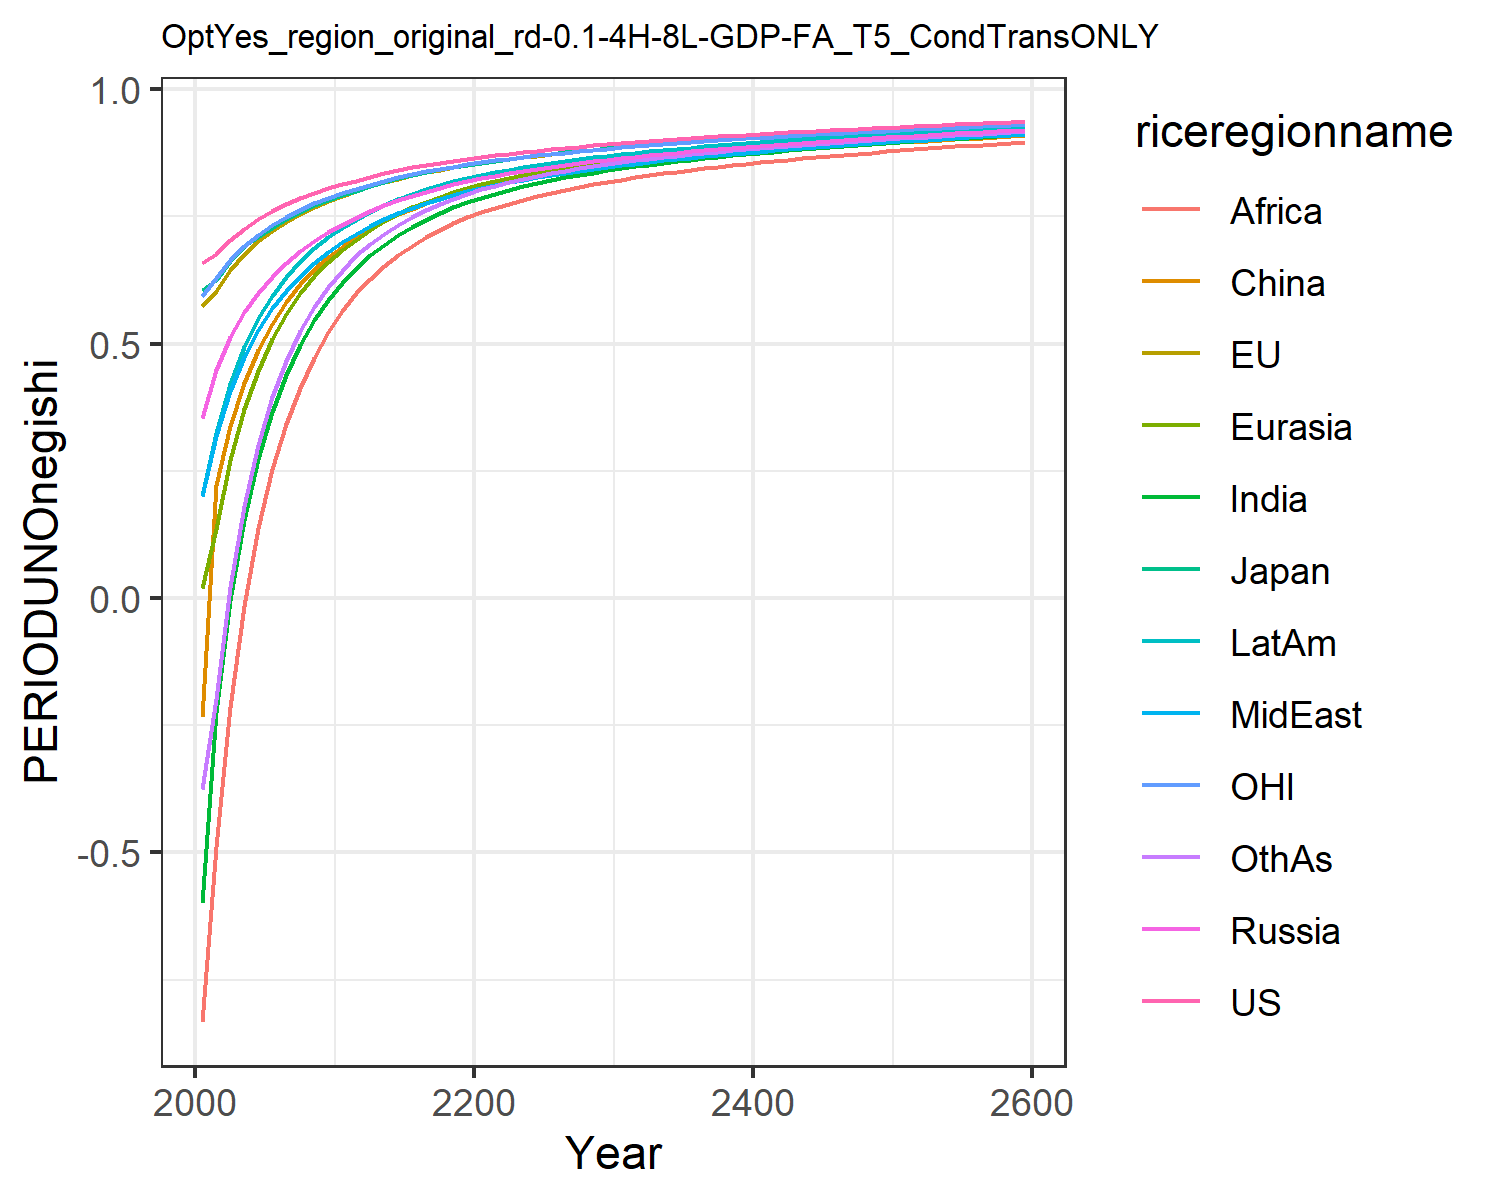 OptYes_region_original_rd-0.1-4H-8L-GDP-FA_T5_CondTransONLY
1.0
0.5
0.0
-0.5
PERIODUNOnegishi
2000 2200 2400 2600
Year
riceregionname
Africa
China
EU
Eurasia
India
Japan
LatAm
MidEast
OHI
OthAs
Russia
US